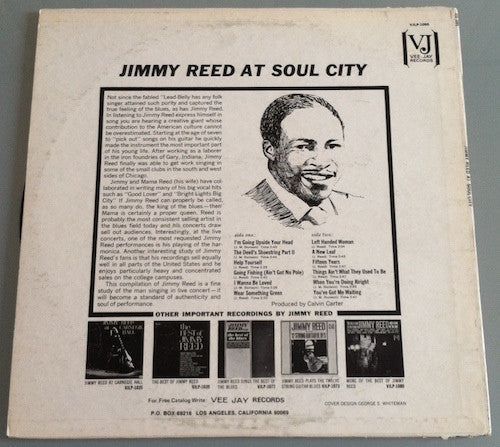 VJLP-1095
VJ
VEE-JAY
RECORDS
JIMMY REED AT SOUL CITY
Not since the fabled "Lead-Belly has any folk
singer attained such purity and captured the
true feeling of the blues, as has Jimmy Reed.
In listening to Jimmy Reed express himself in
song you are hearing a creative giant whose
contribution to the American culture cannot
be overestimated. Starting at the age of seven
to "pick out" songs on his guitar he quickly
made the instrument the most important part
of his young life. After working as a laborer
in the iron foundries of Gary, Indiana, Jimmy
Reed finally was able to get work singing in
some of the small clubs in the south and west
sides of Chicago.
Jimmy and Mama Reed (his wife) have col-
laborated in writing many of his big vocal hits
such as "Good Lover" and "Bright Lights Big
City." If Jimmy Reed can properly be called,
as so many do, the king of the blues—then
Mama is certainly a proper queen. Reed is
probably the most consistent selling artist in
the blues field today and his concerts draw
sell out audiences. Interestingly, at the live
concerts, one of the most requested Jimmy
Reed performances is his playing of the har-
monica. Another interesting study of Jimmy
Reed's fans is that his recordings sell equally
well in all parts of the United States and he
enjoys particularly heavy and concentrated
sales on the college campuses.
This compilation of Jimmy Reed is a fine
study of the man singing in live concert—it
will become a standard of authenticity and
soul of performance.
side one:
I'm Going Upside Your Head
The Devil's Shoestring Part II
Help Yourself
Going Fishing (Ain't Got No Pole)
I Wanna Be Loved
Wear Something Green
side two:
Left Handed Woman
A New Leaf
Fifteen Years
Things Ain't What They Used To Be
When You're Doing Alright
You've Got Me Waiting
Produced by Calvin Carter
OTHER IMPORTANT RECORDINGS BY JIMMY REED
JIMMY REED AT CARNEGIE HALL
THE BEST OF JIMMY REED
JIMMY REED SINGS THE BEST OF
THE BLUES
JIMMY REED PLAYS THE TWELVE
STRING GUITAR BLUES
MORE OF THE BEST OF JIMMY
REED
For Free Catalog Write: VEE JAY RECORDS
P.O. BOX 69216 LOS ANGELES, CALIFORNIA 90069
COVER DESIGN GEORGE S. WHITEMAN